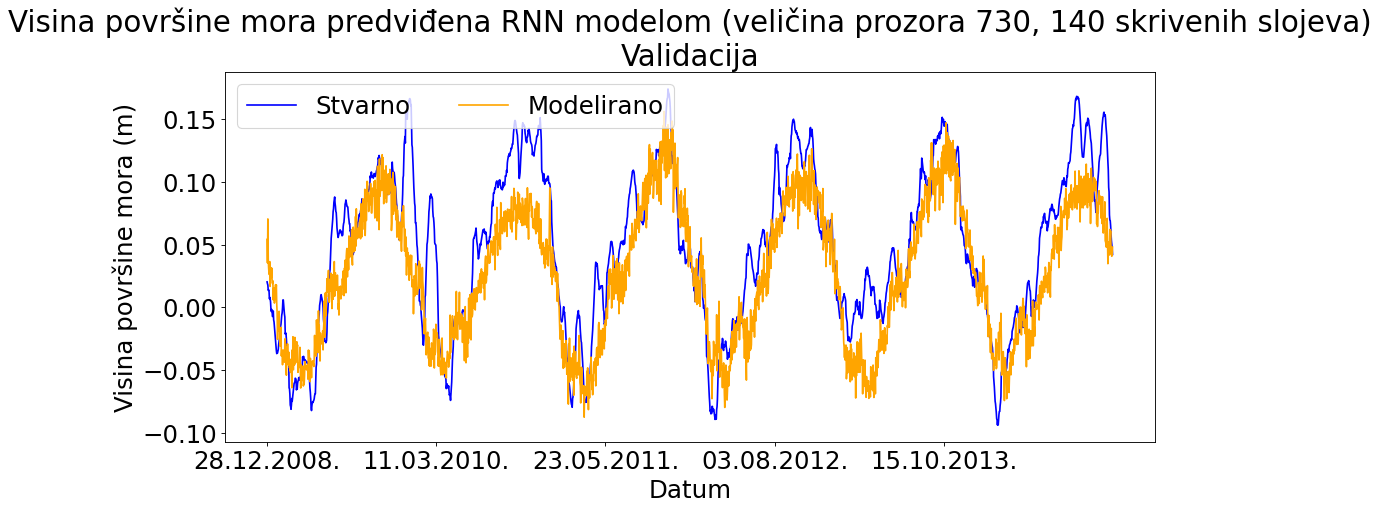 Visina površine mora predviđena RNN modelom (veličina prozora 730, 140 skrivenih slojeva)
Validacija
Stvarno Modelirano
Visina površine mora (m)
0.15
0.10
0.05
0.00
−0.05
−0.10
28.12.2008. 11.03.2010. 23.05.2011. 03.08.2012. 15.10.2013.
Datum